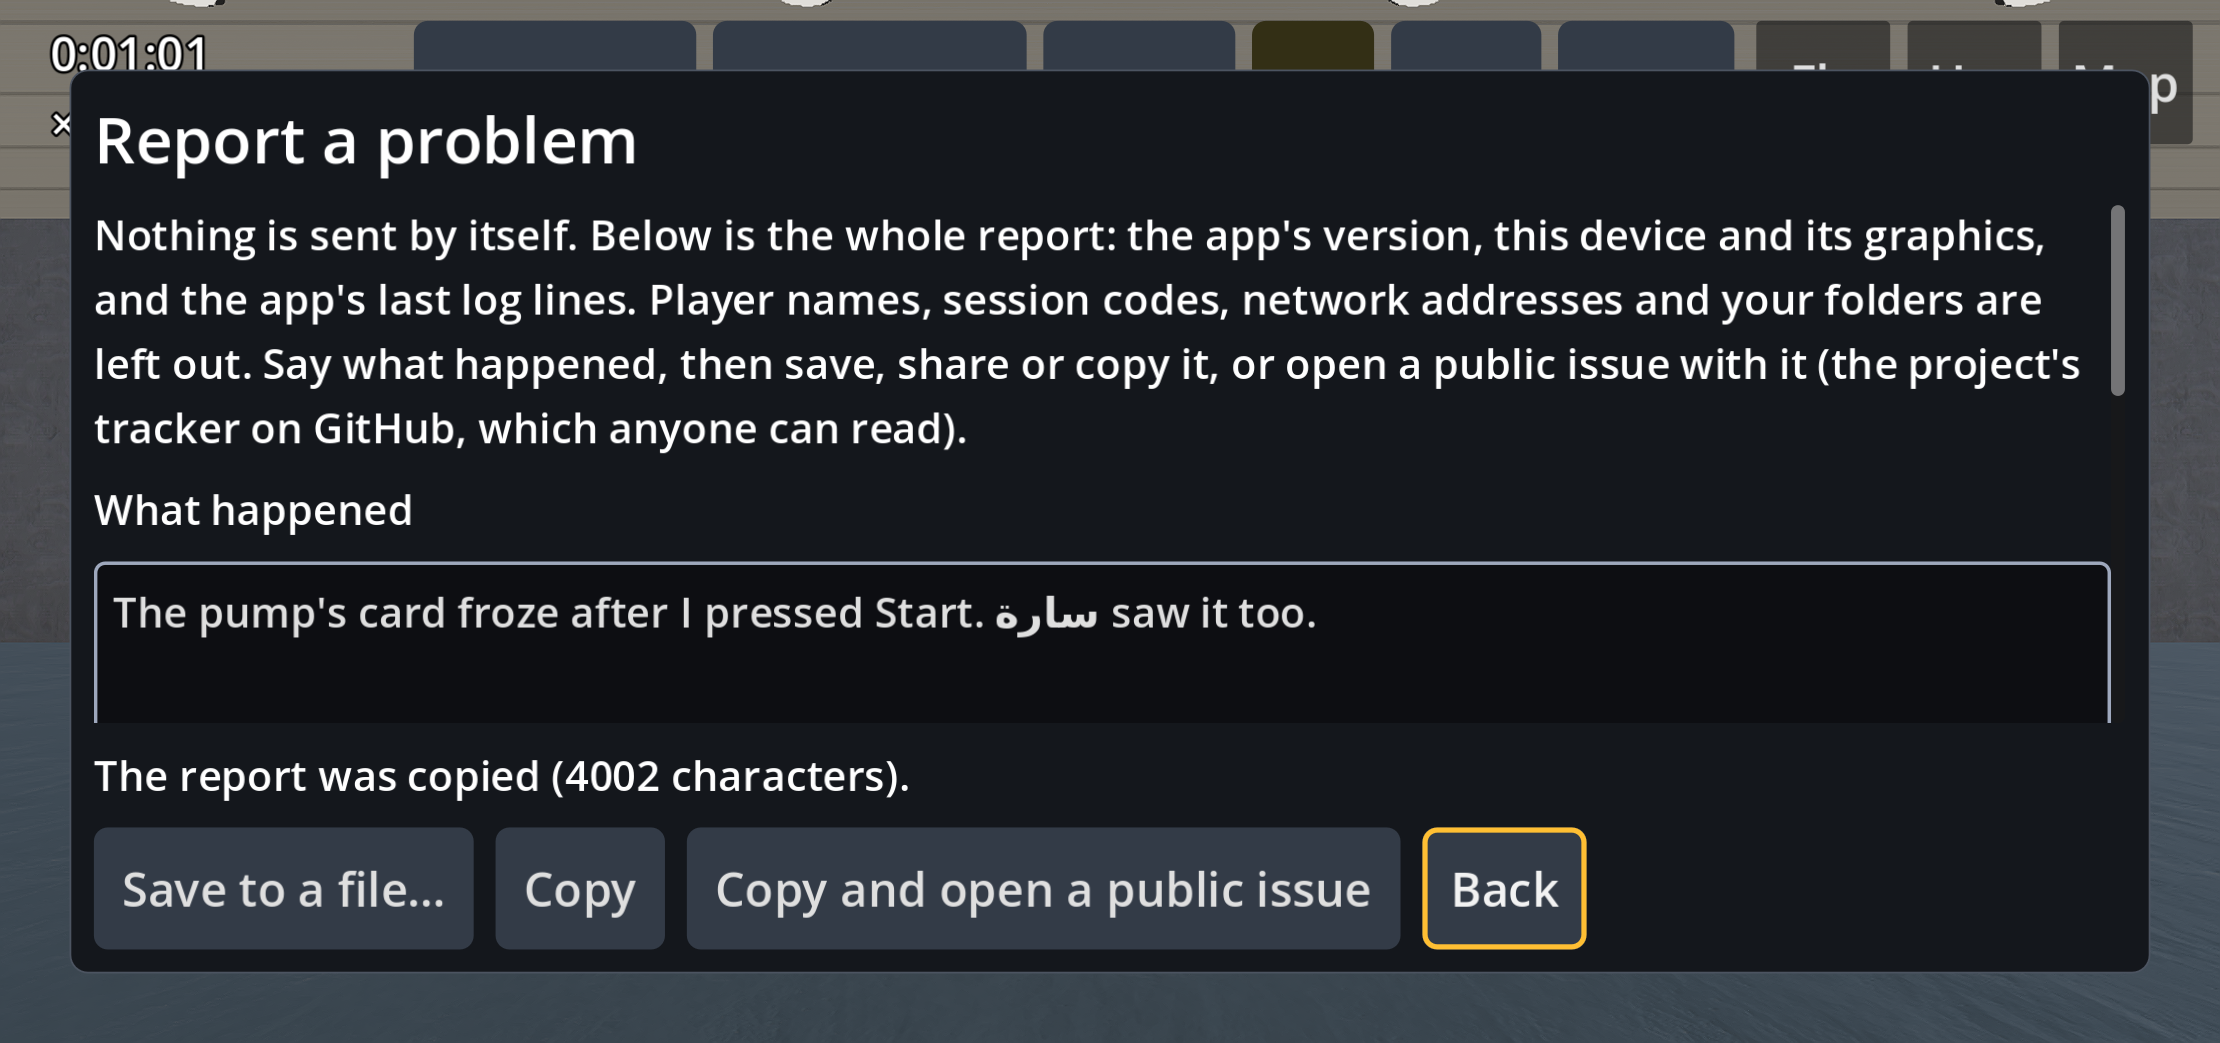 0:01:01
Report a problem
Nothing is sent by itself. Below is the whole report: the app's version, this device and its graphics,
and the app's last log lines. Player names, session codes, network addresses and your folders are
left out. Say what happened, then save, share or copy it, or open a public issue with it (the project's
tracker on GitHub, which anyone can read).
What happened
The pump's card froze after I pressed Start. سارة saw it too.
The report was copied (4002 characters).
Save to a file...
Copy
Copy and open a public issue
Back